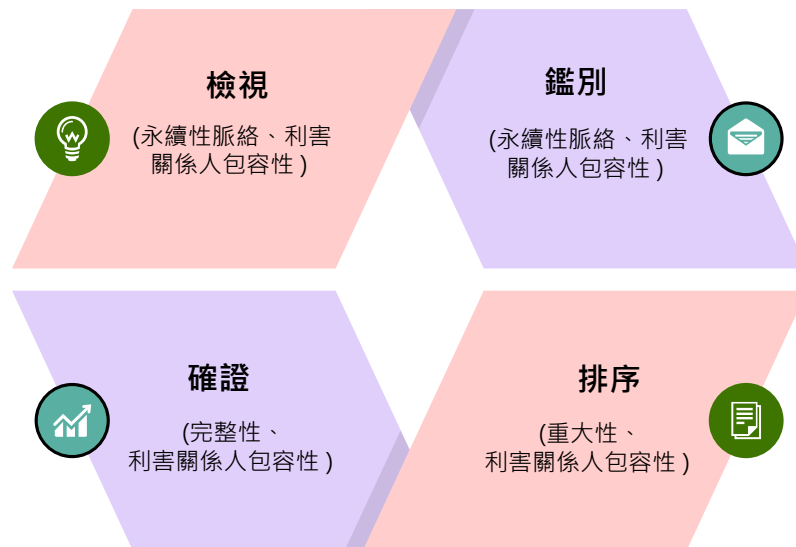 檢視
(永續性脈絡、利害
關係人包容性)
鑑別
(永續性脈絡、利害
關係人包容性)
確證
(完整性、
利害關係人包容性)
排序
(重大性、
利害關係人包容性)